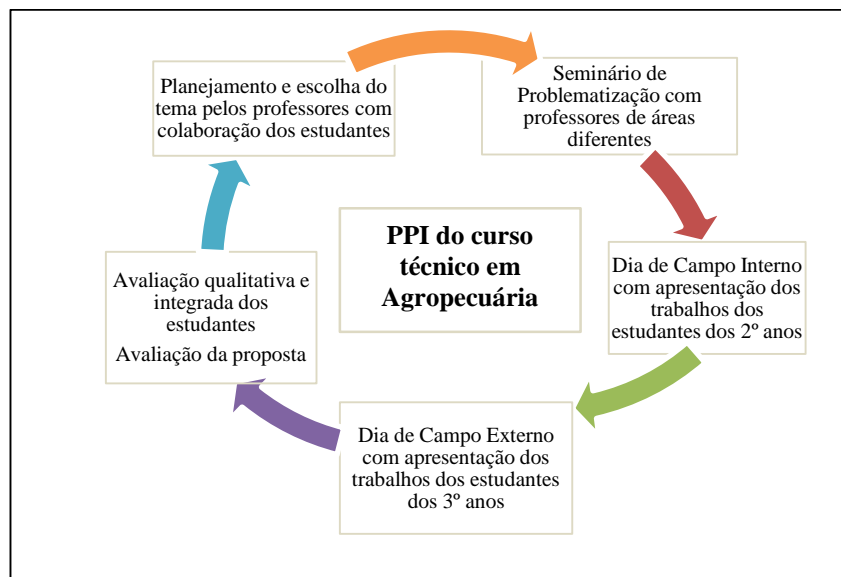 Planejamento e escolha do
tema pelos professores com
colaboração dos estudantes
Seminário de
Problematização com
professores de áreas
diferentes
Dia de Campo Interno
com apresentação dos
trabalhos dos
estudantes dos 2º anos
Dia de Campo Externo
com apresentação dos
trabalhos dos estudantes
dos 3º anos
Avaliação qualitativa e
integrada dos
estudantes
Avaliação da proposta
PPI do curso
técnico em
Agropecuária